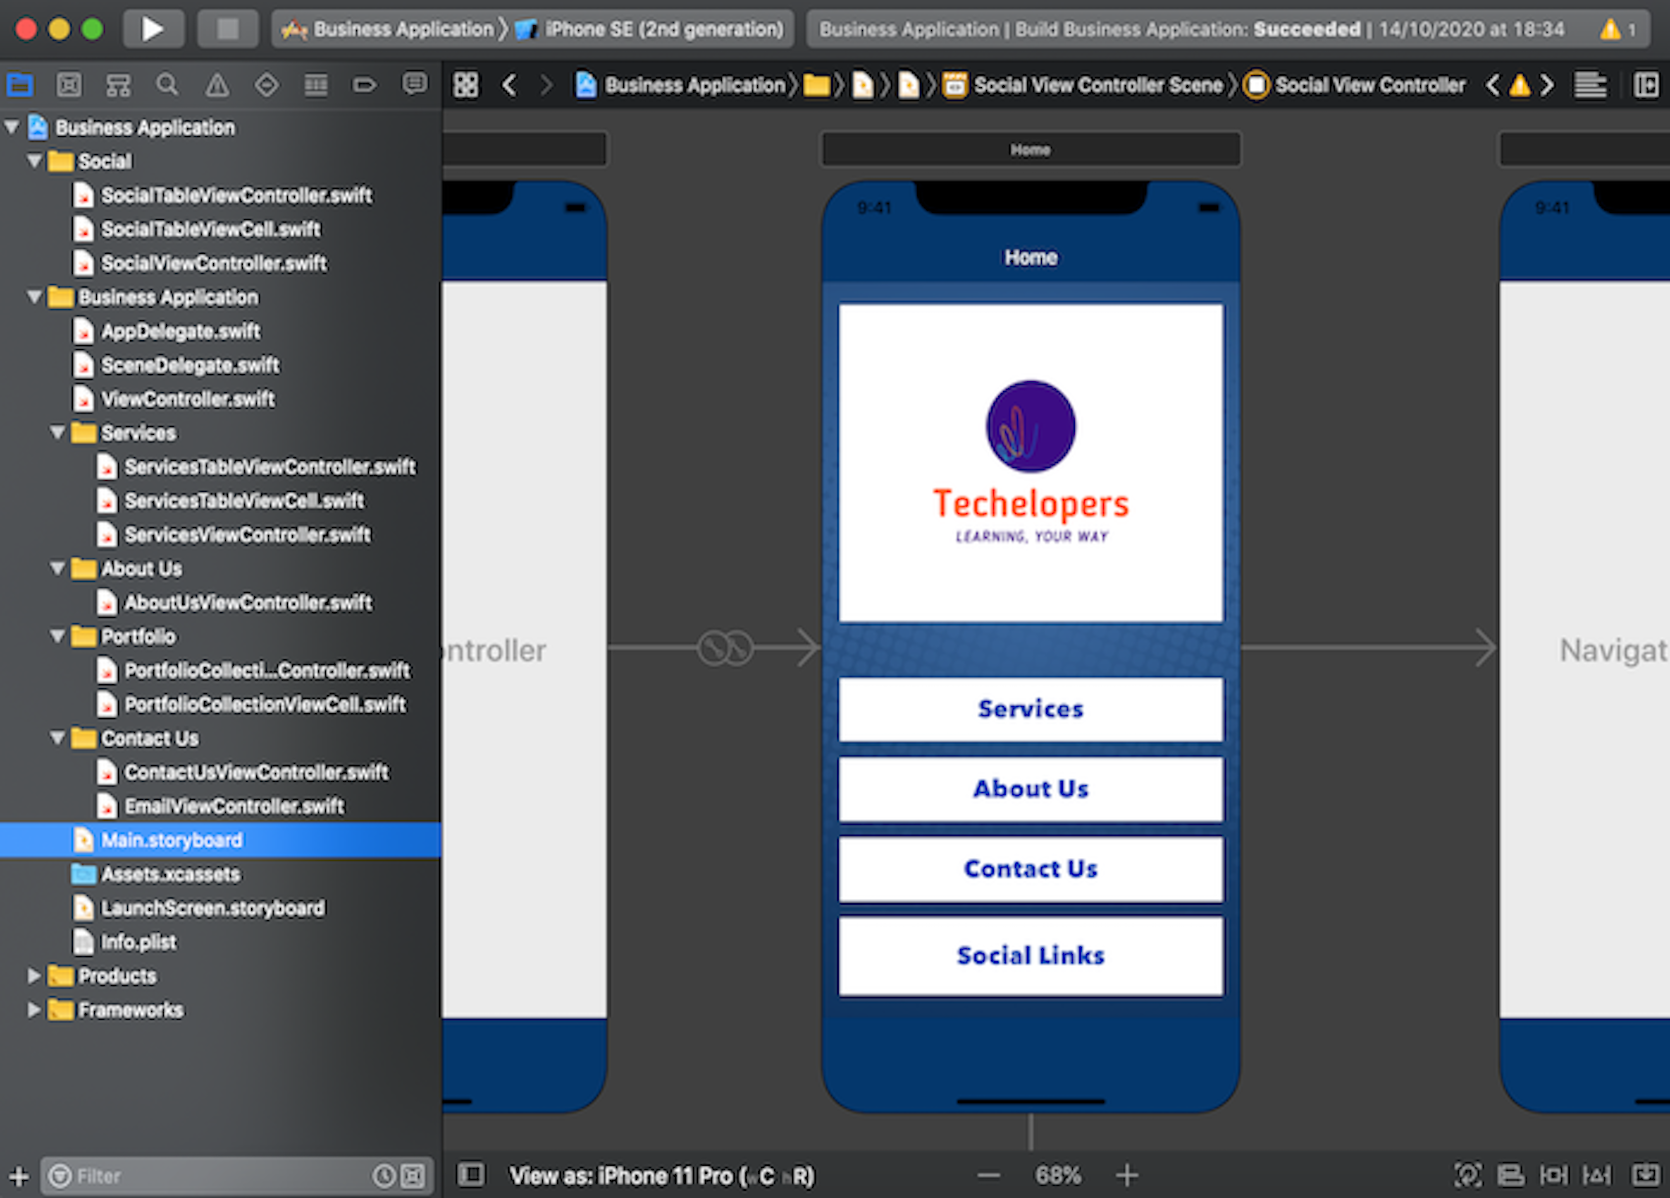 Business Application
iPhone SE (2nd generation)
Business Application | Build Business Application: Succeeded | 14/10/2020 at 18:34
1
Business Application
Social View Controller Scene
Social View Controller
Business Application
Social
SocialTableViewController.swift
SocialTableViewCell.swift
SocialViewController.swift
Business Application
AppDelegate.swift
SceneDelegate.swift
ViewController.swift
Services
ServicesTableViewController.swift
ServicesTableViewCell.swift
ServicesViewController.swift
About Us
AboutUsViewController.swift
Portfolio
PortfolioCollecti...Controller.swift
PortfolioCollectionViewCell.swift
Contact Us
ContactUsViewController.swift
EmailViewController.swift
Main.storyboard
Assets.xcassets
LaunchScreen.storyboard
Info.plist
Products
Frameworks
Filter
ontroller
Home
9:41
Home
Techelopers
LEARNING, YOUR WAY
Services
About Us
Contact Us
Social Links
9:41
Navigat
View as: iPhone 11 Pro (wC hR)
68%